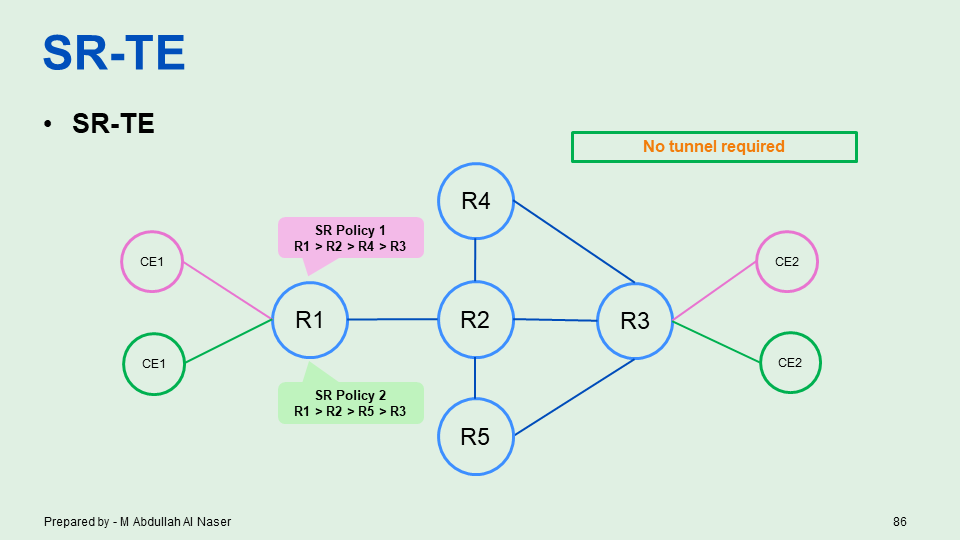 SR-TE
• SR-TE
No tunnel required
R4
SR Policy 1
R1 > R2 > R4 > R3
CE1
CE2
R1
R2
R3
CE1
CE2
SR Policy 2
R1 > R2 > R5 > R3
R5
Prepared by - M Abdullah Al Naser
86